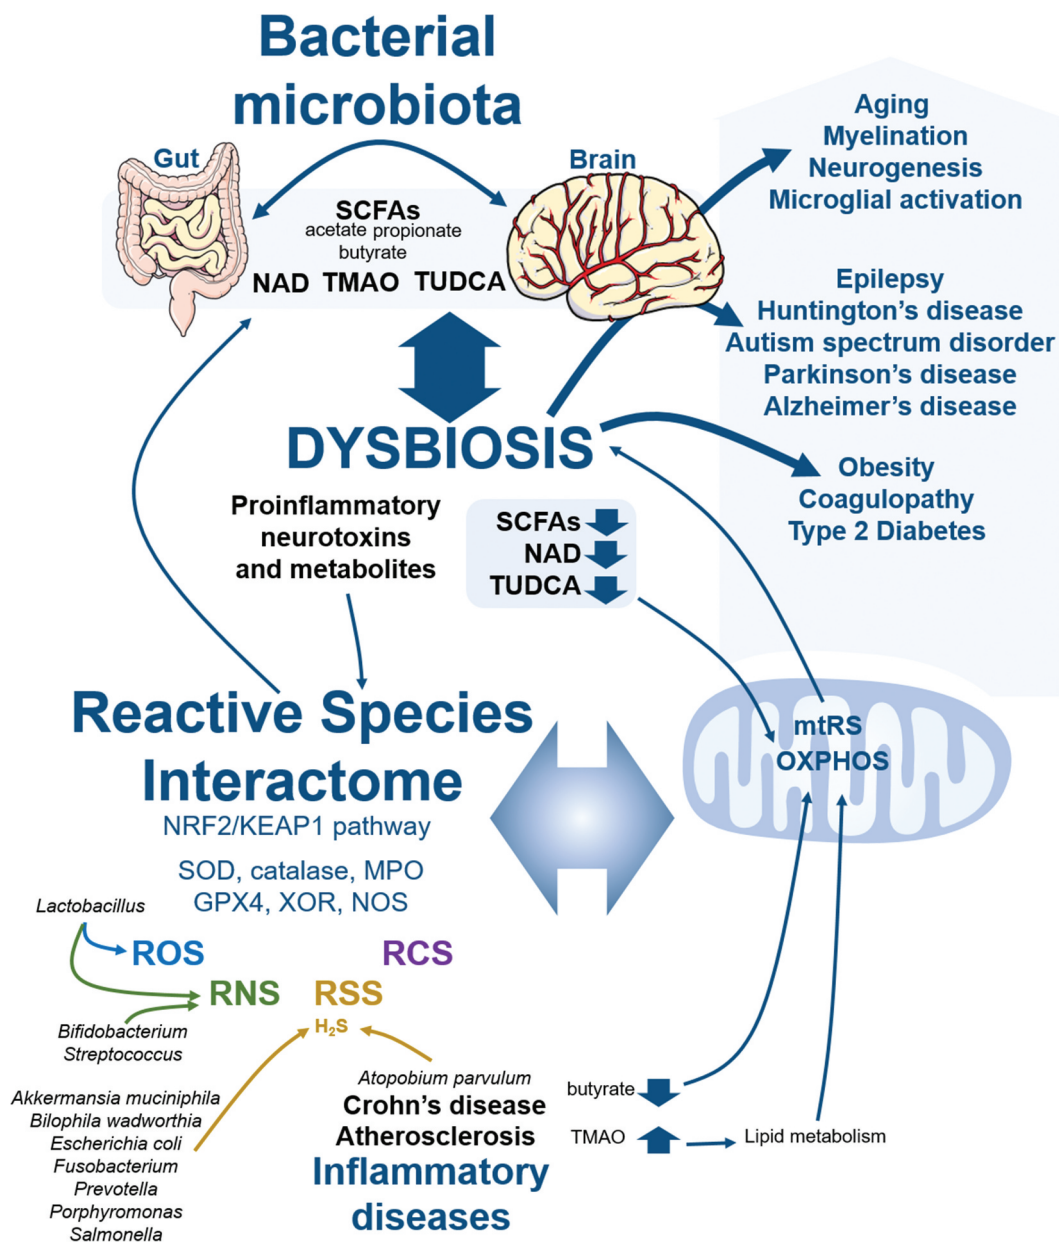 Bacterial
microbiota
Gut
Brain
SCFAs
acetate propionate
butyrate
NAD TMAO TUDCA
Aging
Myelination
Neurogenesis
Microglial activation
Epilepsy
Huntington's disease
Autism spectrum disorder
Parkinson's disease
Alzheimer's disease
DYSBIOSIS
Obesity
Coagulopathy
Type 2 Diabetes
Proinflammatory
neurotoxins
and metabolites
SCFAs
NAD
TUDCA
Reactive Species
Interactome
NRF2/KEAP1 pathway
SOD, catalase, MPO
GPX4, XOR, NOS
mtRS
OXPHOS
Lactobacillus
ROS
RCS
RNS
RSS
H₂S
Bifidobacterium
Streptococcus
Akkermansia muciniphila
Bilophila wadworthia
Escherichia coli
Fusobacterium
Prevotella
Porphyromonas
Salmonella
Atopobium parvulum
Crohn's disease
Atherosclerosis
Inflammatory
diseases
butyrate
TMAO
Lipid metabolism